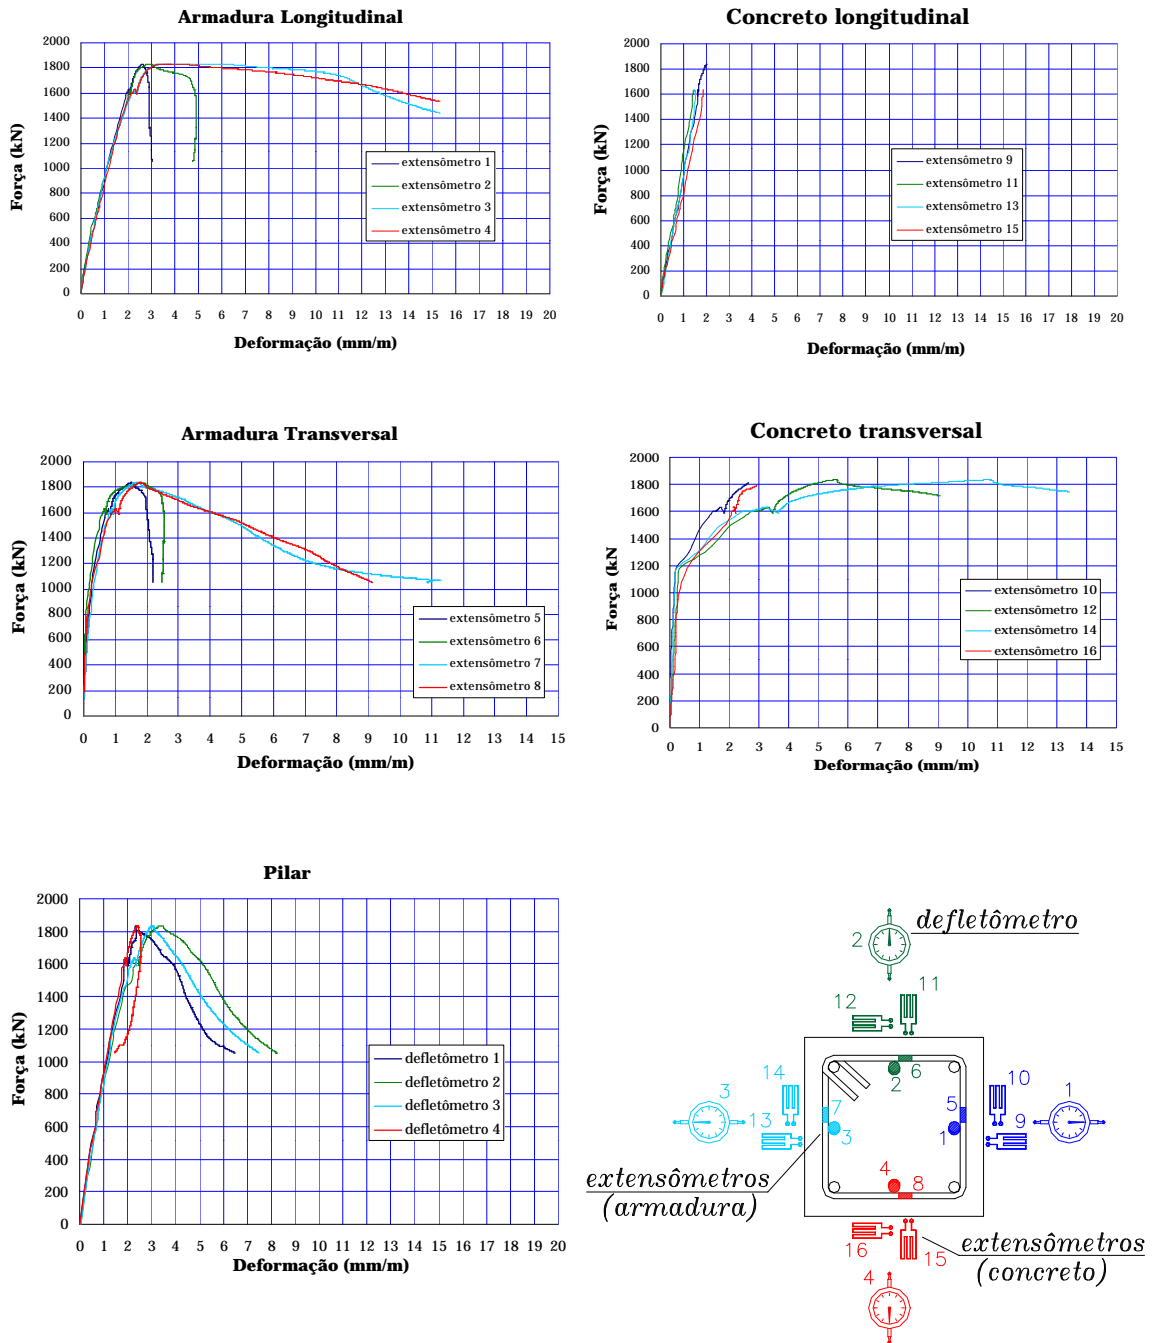 Armadura Longitudinal
Força (kN)
2000
1800
1600
1400
1200
1000
800
600
400
200
0
extensômetro 1
extensômetro 2
extensômetro 3
extensômetro 4
0 1 2 3 4 5 6 7 8 9 10 11 12 13 14 15 16 17 18 19 20
Deformação (mm/m)
Concreto longitudinal
Força (kN)
2000
1800
1600
1400
1200
1000
800
600
400
200
0
extensômetro 9
extensômetro 11
extensômetro 13
extensômetro 15
0 1 2 3 4 5 6 7 8 9 10 11 12 13 14 15 16 17 18 19 20
Deformação (mm/m)
Armadura Transversal
Força (kN)
2000
1800
1600
1400
1200
1000
800
600
400
200
0
extensômetro 5
extensômetro 6
extensômetro 7
extensômetro 8
0 1 2 3 4 5 6 7 8 9 10 11 12 13 14 15
Deformação (mm/m)
Concreto transversal
Força (kN
2000
1800
1600
1400
1200
1000
800
600
400
200
0
extensômetro 10
extensômetro 12
extensômetro 14
extensômetro 16
0 1 2 3 4 5 6 7 8 9 10 11 12 13 14 15
Deformação (mm/m)
Pilar
Força (kN)
2000
1800
1600
1400
1200
1000
800
600
400
200
0
defletômetro 1
defletômetro 2
defletômetro 3
defletômetro 4
0 1 2 3 4 5 6 7 8 9 10 11 12 13 14 15 16 17 18 19 20
Deformação (mm/m)
defletômetro
2
11
12
6
2
3
14
10
1
7
5
13
3
1
9
4
8
extensômetros
(armadura)
16
15
extensômetros
(concreto)
4